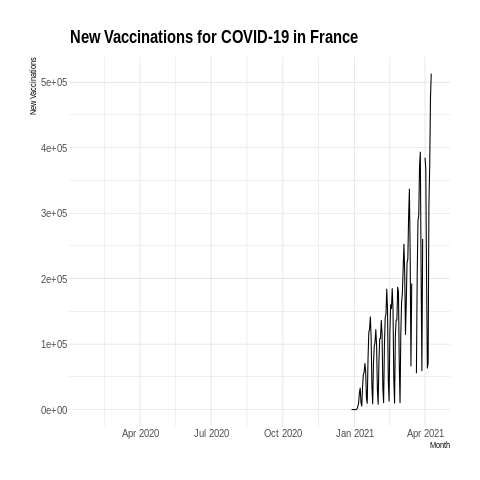 New Vaccinations for COVID-19 in France
New Vaccinations
5e+05
4e+05
3e+05
2e+05
1e+05
0e+00
Apr 2020 Jul 2020 Oct 2020 Jan 2021 Apr 2021
Month